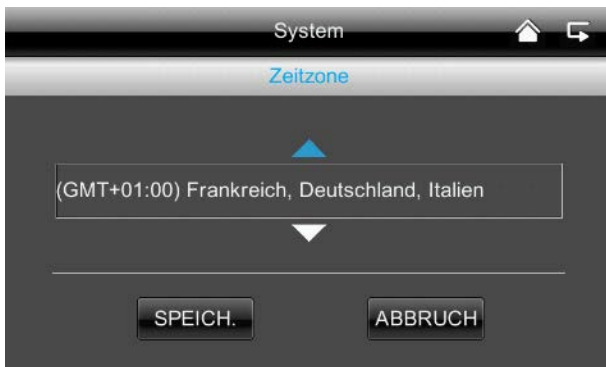 System
Zeitzone
(GMT+01:00) Frankreich, Deutschland, Italien
SPEICH.
ABBRUCH